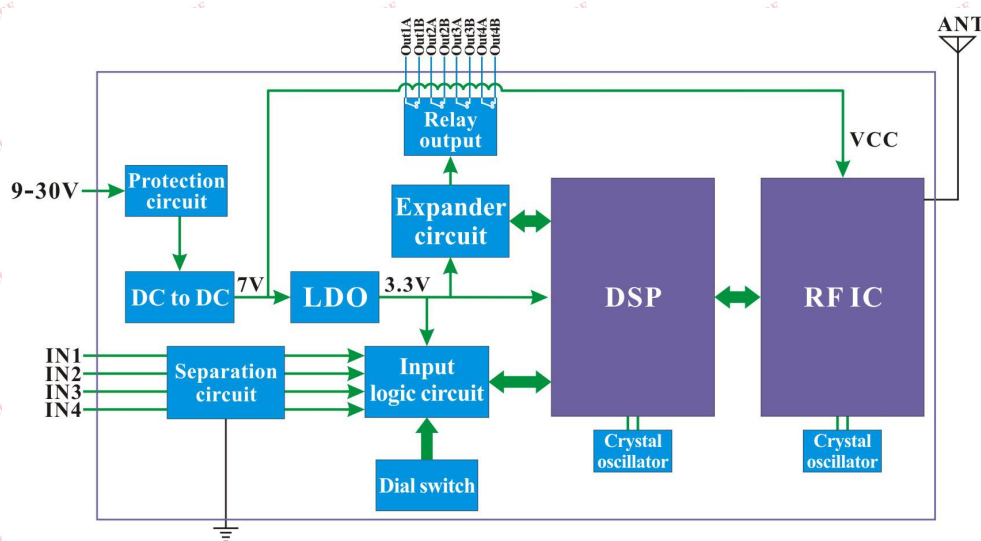 Out1A
Out1B
Out2A
Out2B
Out3A
Out3B
Out4A
Out4B
ANT
Relay
output
VCC
9-30V
Protection
circuit
Expander
circuit
DC to DC
7V
LDO
3.3V
DSP
RF IC
IN1
IN2
IN3
IN4
Separation
circuit
Input
logic circuit
Crystal
oscillator
Crystal
oscillator
Dial switch